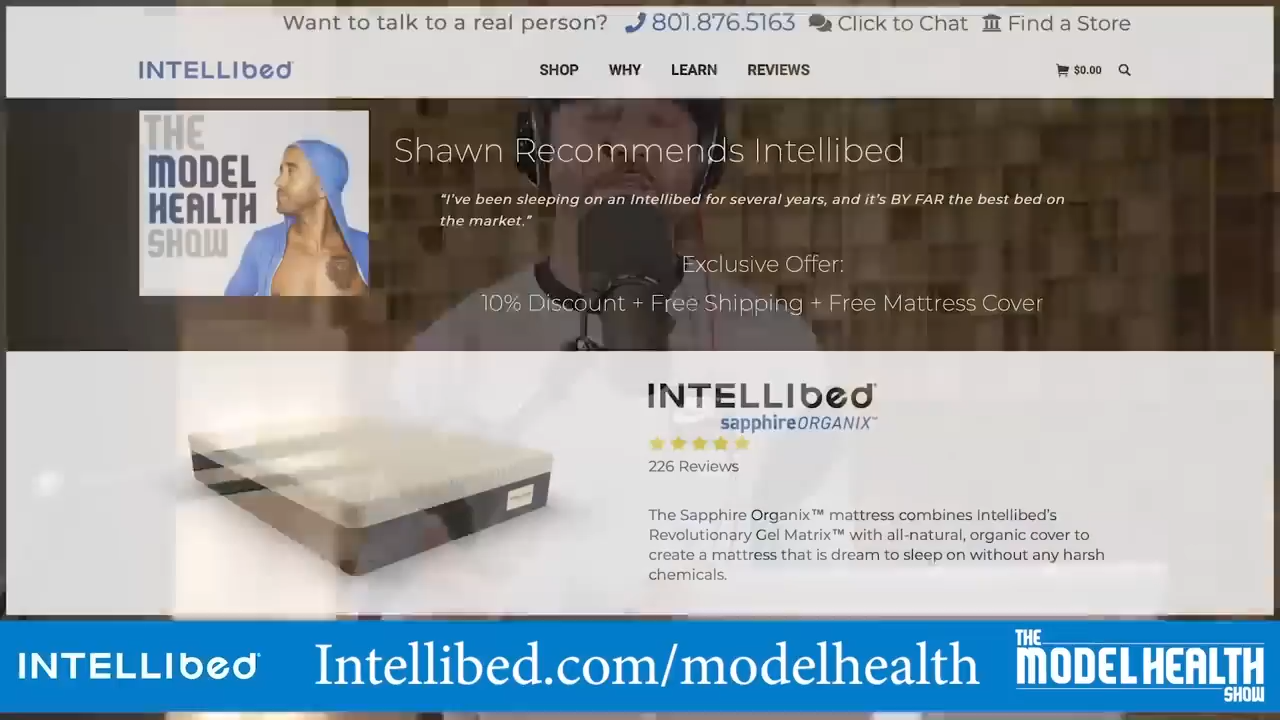 Want to talk to a real person? 801.876.5163 Click to Chat Find a Store
INTELLIbed
SHOP WHY LEARN REVIEWS $0.00
THE
MODEL
HEALTH
SHOW
Shawn Recommends Intellibed
“I’ve been sleeping on an Intellibed for several years, and it’s BY FAR the best bed on
the market.”
Exclusive Offer:
10% Discount + Free Shipping + Free Mattress Cover
INTELLIbed
sapphireORGANIX™
226 Reviews
The Sapphire Organix™ mattress combines Intellibed’s
Revolutionary Gel Matrix™ with all-natural, organic cover to
create a mattress that is dream to sleep on without any harsh
chemicals.
INTELLIbed
Intellibed.com/modelhealth
THE
MODEL HEALTH
SHOW